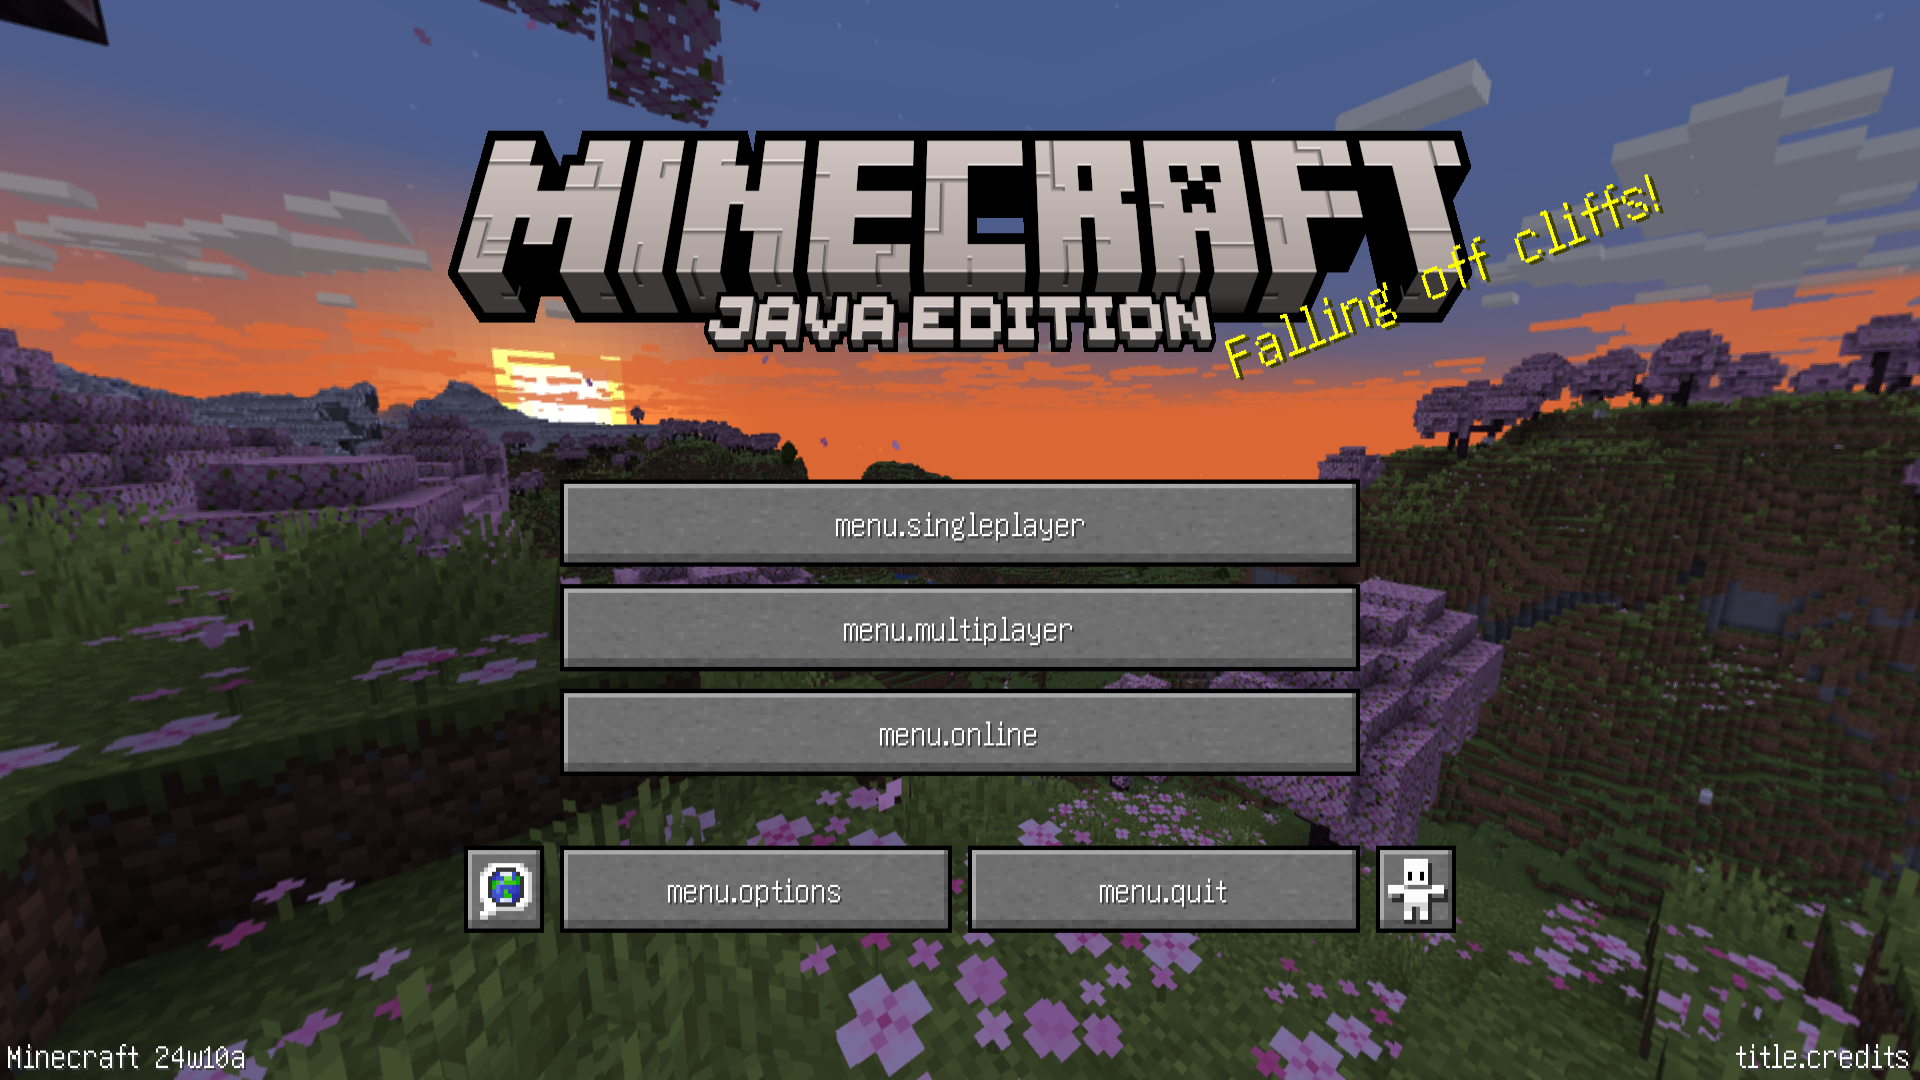 MINECRAFT
JAVA EDITION
Falling off cliffs!
menu.singleplayer
menu.multiplayer
menu.online
menu.options
menu.quit
Minecraft 24w10a
title.credits